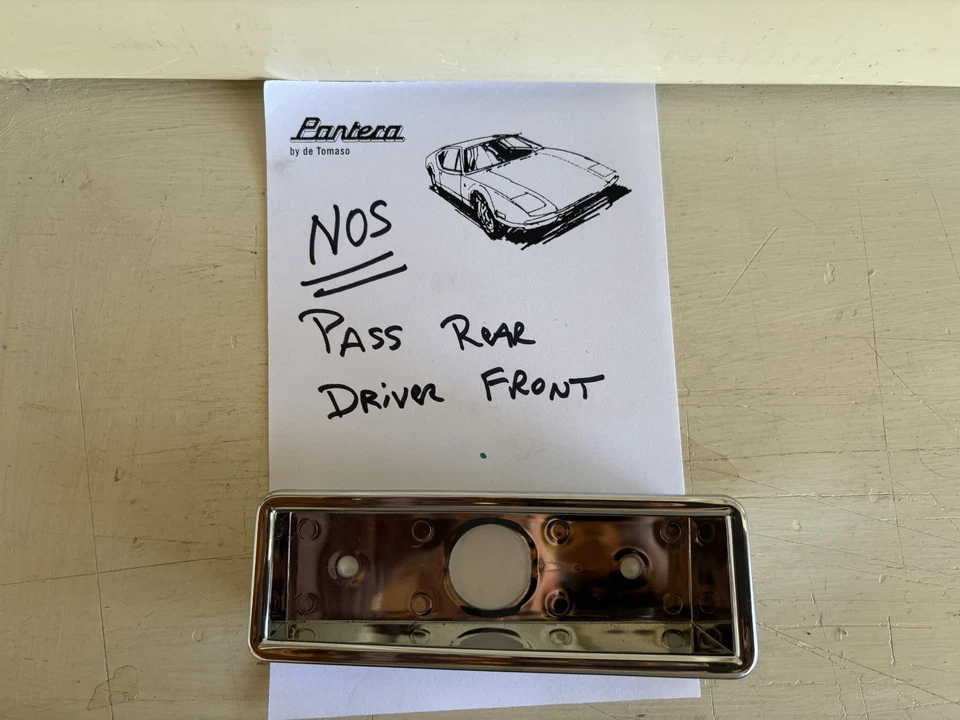 Pantera
by de Tomaso
NOS
PASS ReAR
DRiVeR FRONT